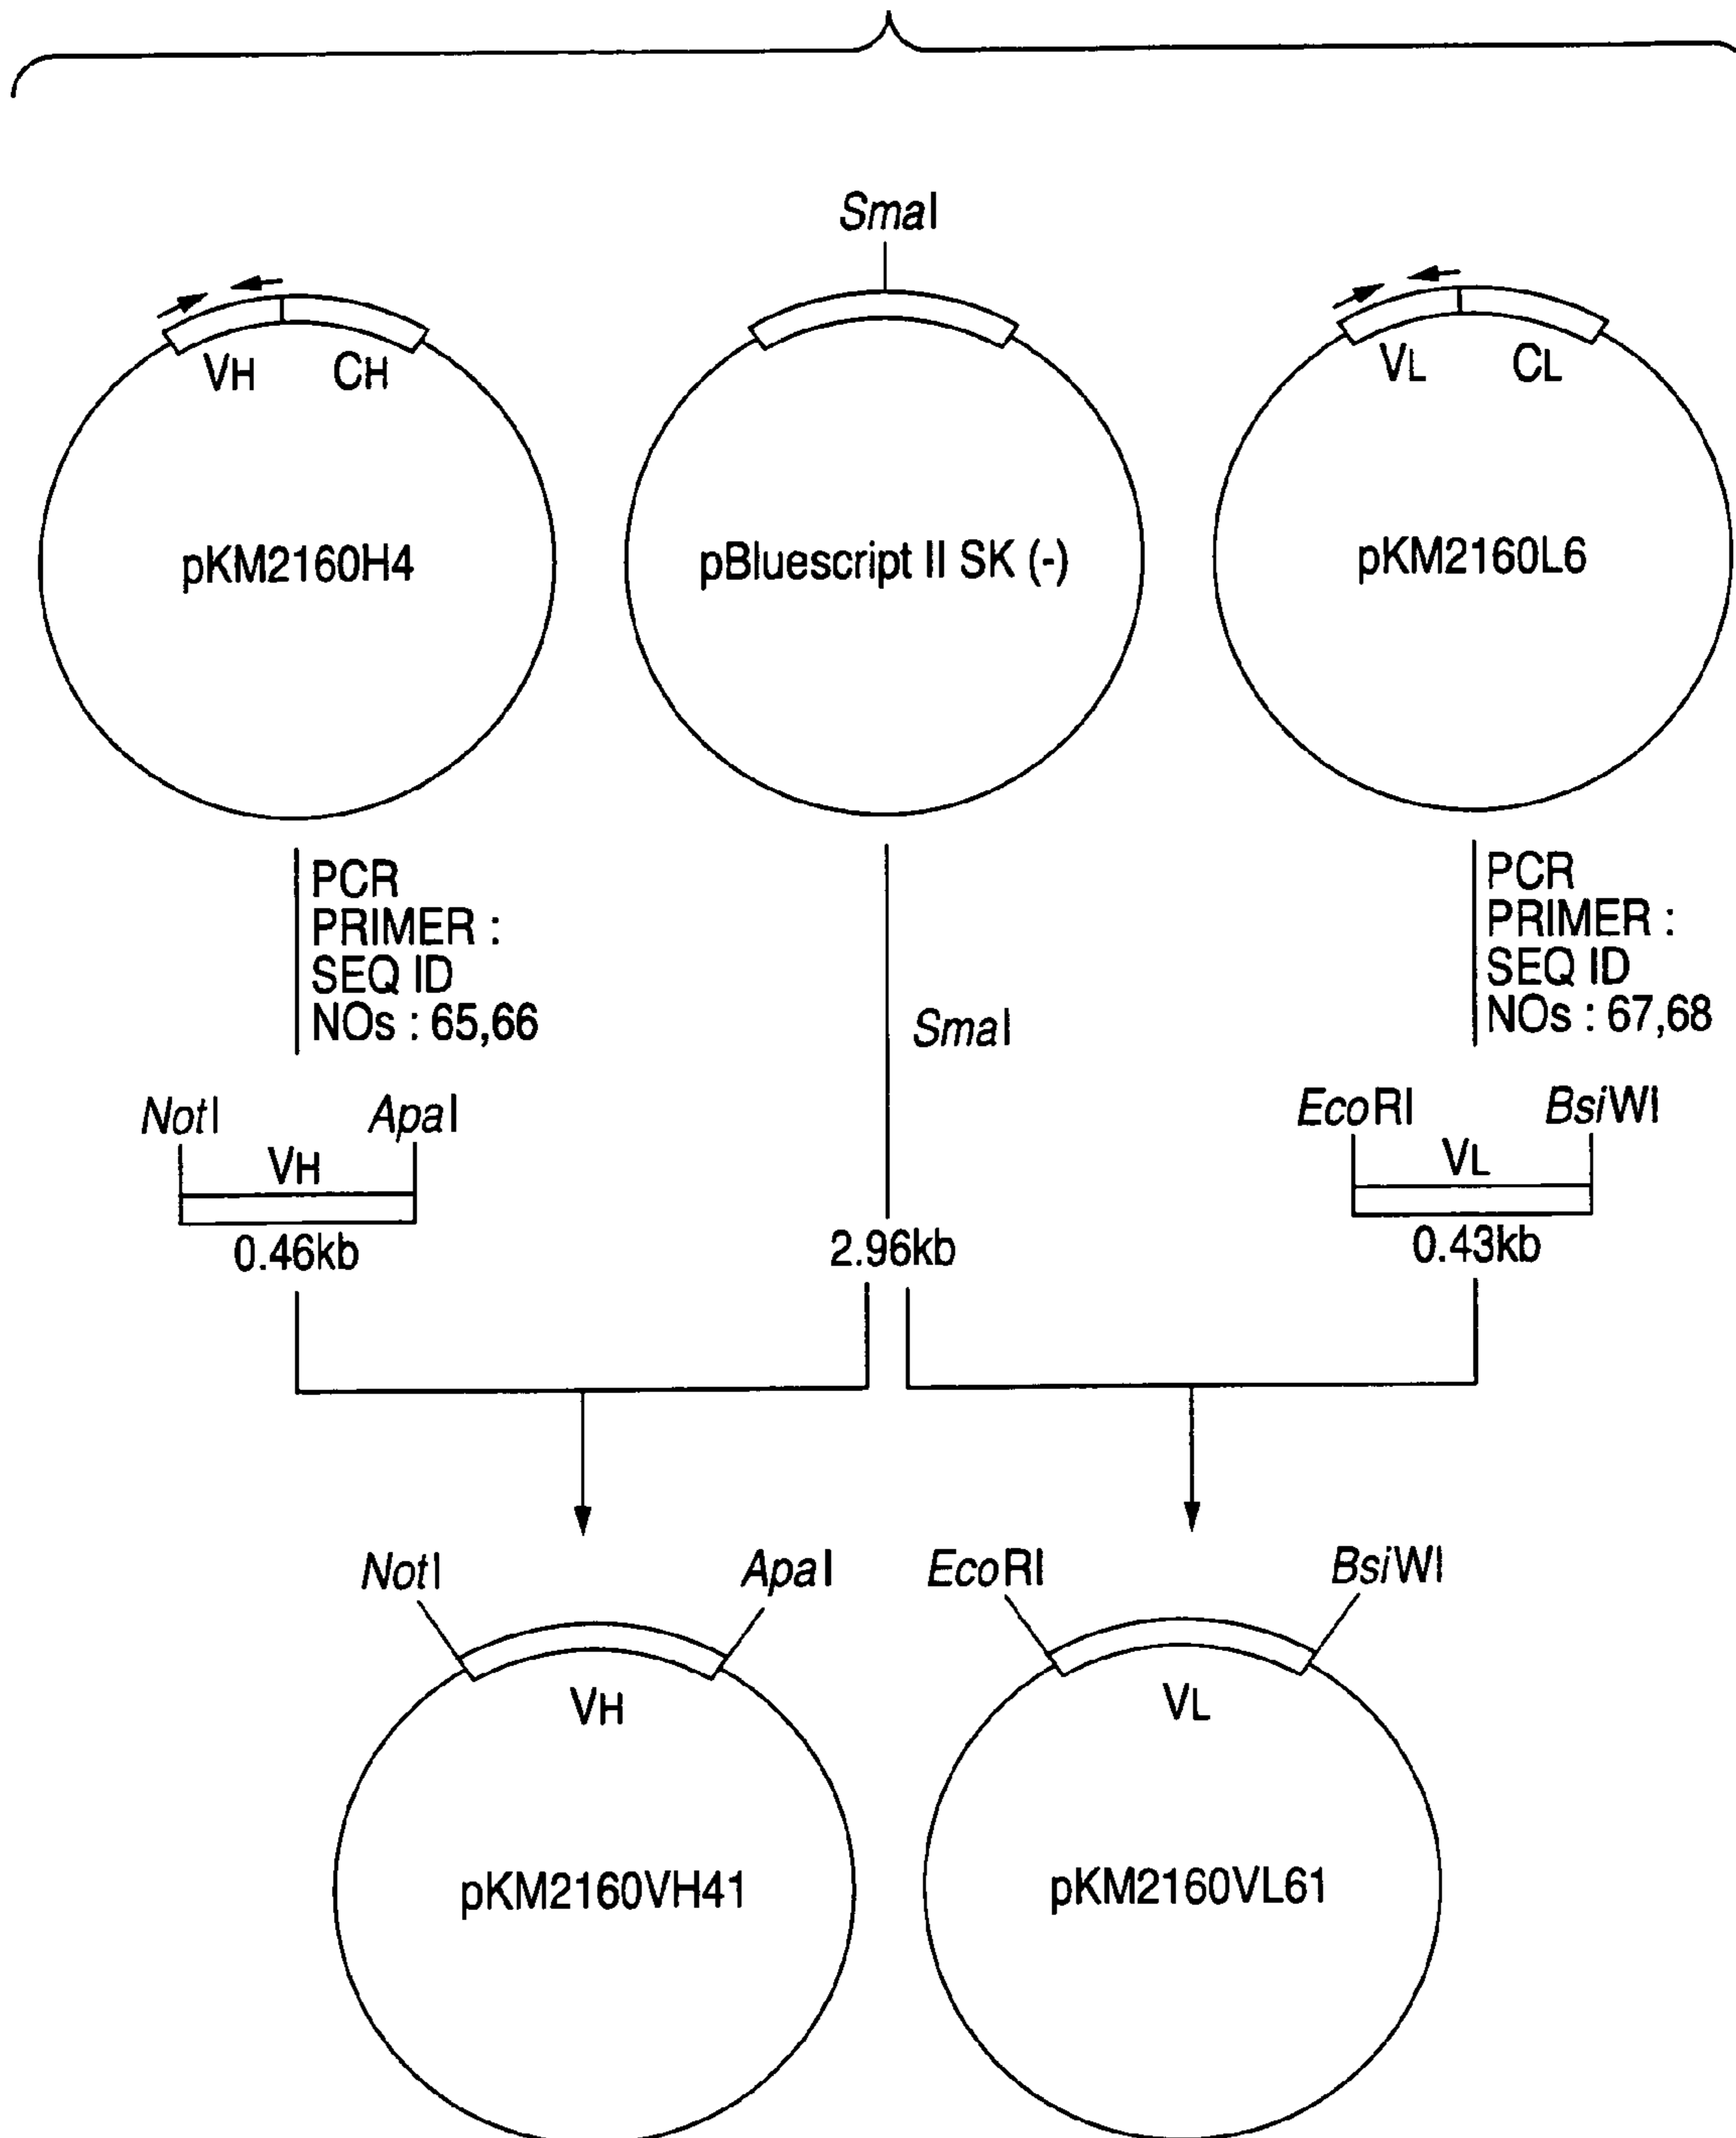 SmaI
VH CH
VL CL
pKM2160H4
pBluescript II SK (-)
pKM2160L6
PCR
PRIMER :
SEQ ID
NOs : 65,66
SmaI
PCR
PRIMER :
SEQ ID
NOs : 67,68
NotI ApaI
VH
0.46kb
2.96kb
EcoRI BsiWI
VL
0.43kb
NotI ApaI
VH
pKM2160VH41
EcoRI BsiWI
VL
pKM2160VL61